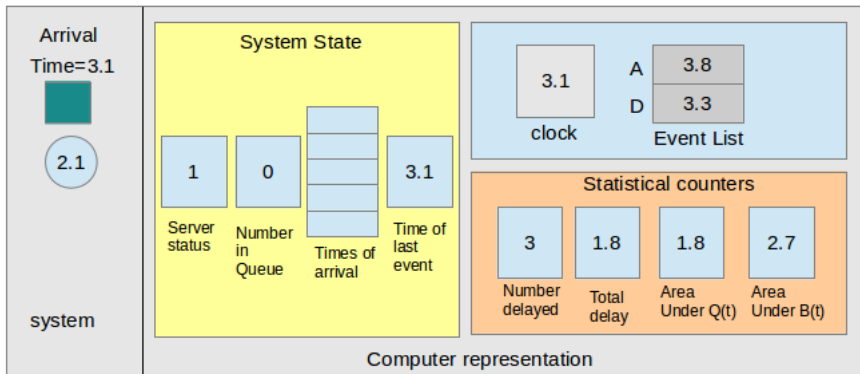 Arrival
Time=3.1
2.1
system
System State
1
0
3.1
Server
status
Number
in
Queue
Times of
arrival
Time of
last
event
3.1
clock
A
3.8
D
3.3
Event List
Statistical counters
3
1.8
1.8
2.7
Number
delayed
Total
delay
Area
Under Q(t)
Area
Under B(t)
Computer representation